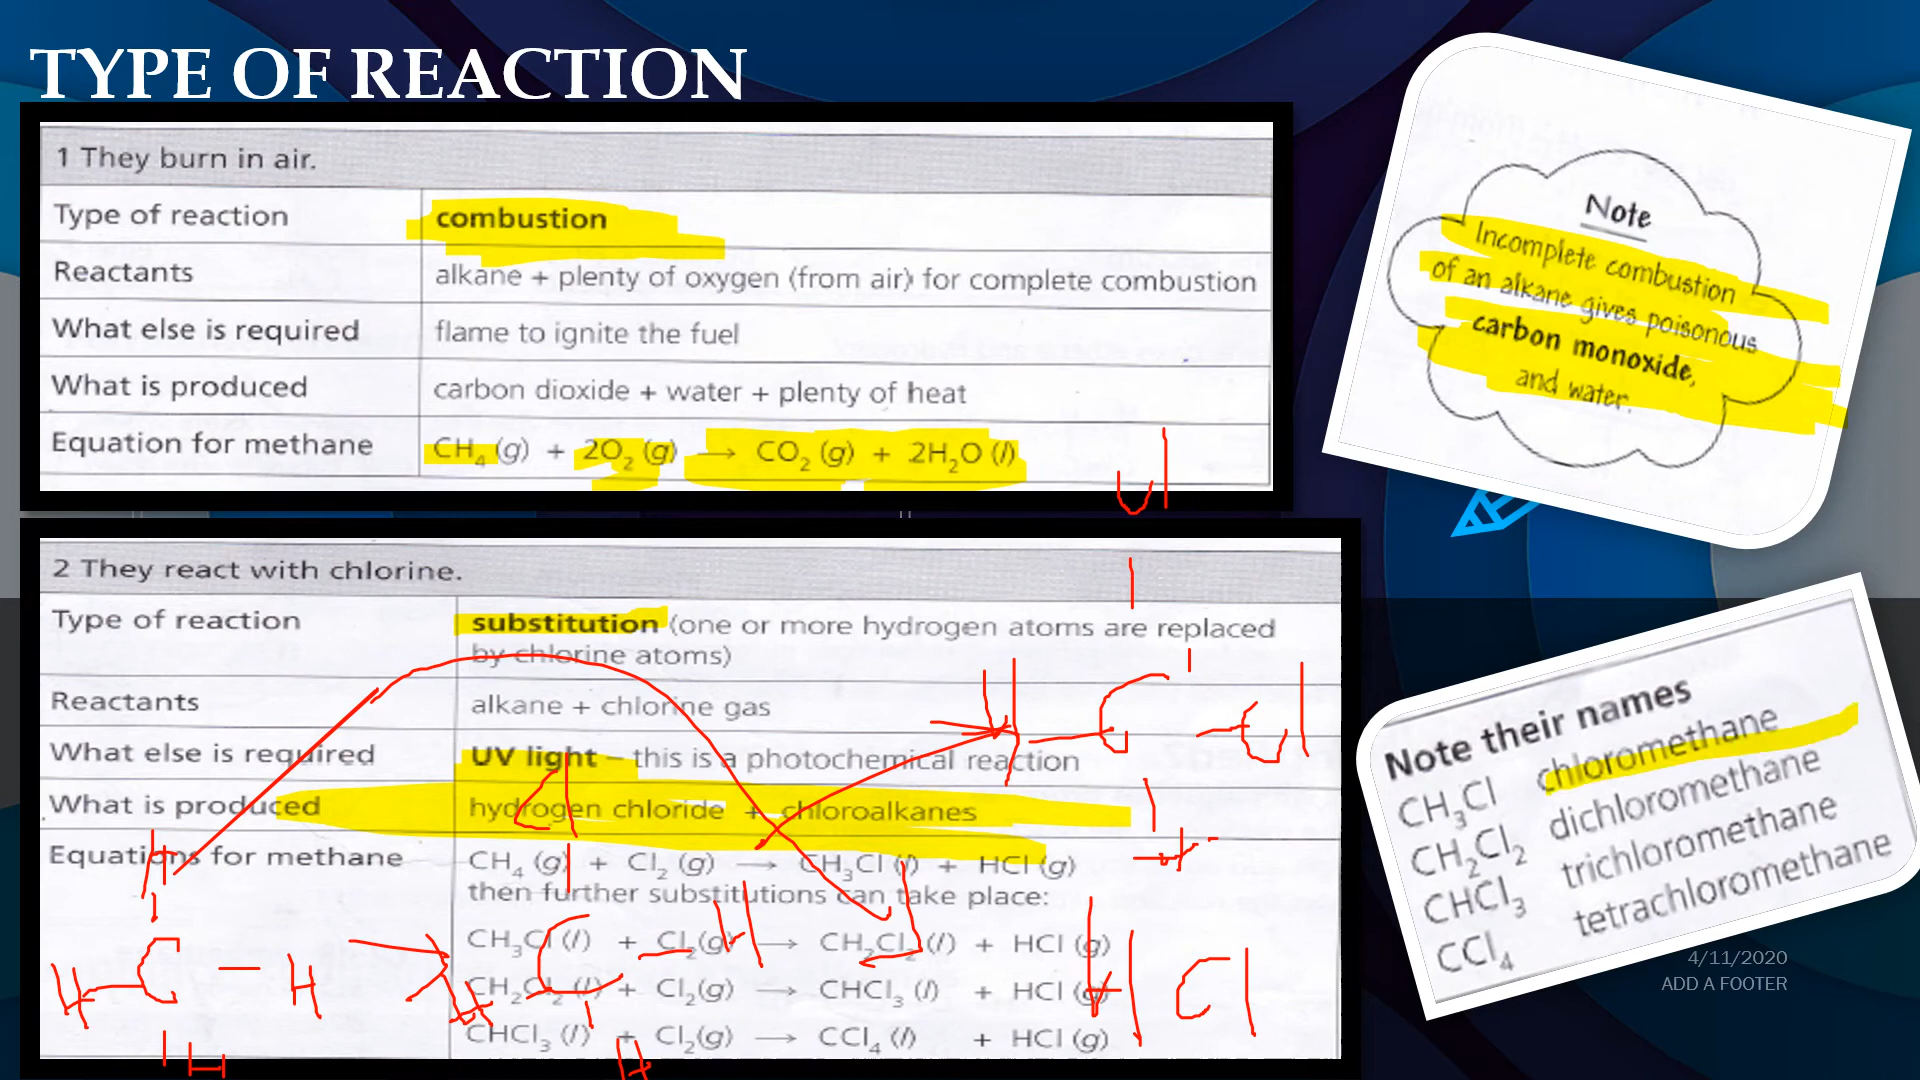 TYPE OF REACTION
1 They burn in air.
Type of reaction combustion
Reactants alkane + plenty of oxygen (from air) for complete combustion
What else is required flame to ignite the fuel
What is produced carbon dioxide + water + plenty of heat
Equation for methane CH₄ (g) + 2O₂ (g) → CO₂ (g) + 2H₂O (l)
Note
Incomplete combustion
of an alkane gives poisonous
carbon monoxide,
and water.
2 They react with chlorine.
Type of reaction substitution (one or more hydrogen atoms are replaced
by chlorine atoms)
Reactants alkane + chlorine gas
What else is required UV light – this is a photochemical reaction
What is produced hydrogen chloride + chloroalkanes
Equations for methane CH₄ (g) + Cl₂ (g) → CH₃Cl (l) + HCl (g)
then further substitutions can take place:
CH₃Cl (l) + Cl₂(g) → CH₂Cl₂ (l) + HCl (g)
CH₂Cl₂ (l) + Cl₂(g) → CHCl₃ (l) + HCl (g)
CHCl₃ (l) + Cl₂(g) → CCl₄ (l) + HCl (g)
Cl
H C Cl
H
H
H C H
H
Cl
H C H
H
H Cl
Note their names
CH₃Cl chloromethane
CH₂Cl₂ dichloromethane
CHCl₃ trichloromethane
CCl₄ tetrachloromethane
4/11/2020
ADD A FOOTER